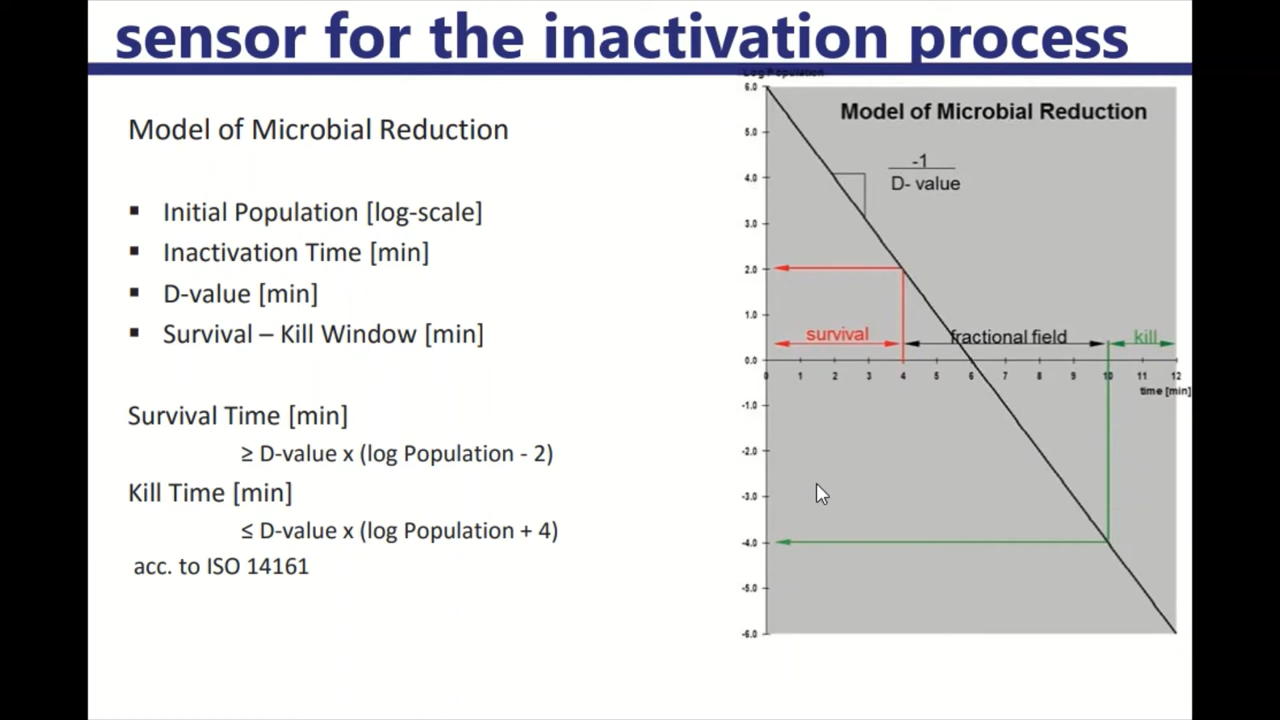 sensor for the inactivation process
Model of Microbial Reduction
▪ Initial Population [log-scale]
▪ Inactivation Time [min]
▪ D-value [min]
▪ Survival – Kill Window [min]
Survival Time [min]
≥ D-value x (log Population - 2)
Kill Time [min]
≤ D-value x (log Population + 4)
acc. to ISO 14161
Log Population
Model of Microbial Reduction
-1
D- value
6.0
5.0
4.0
3.0
2.0
1.0
0.0
-1.0
-2.0
-3.0
-4.0
-5.0
-6.0
survival
fractional field
kill
0 1 2 3 4 5 6 7 8 9 10 11 12
time [min]